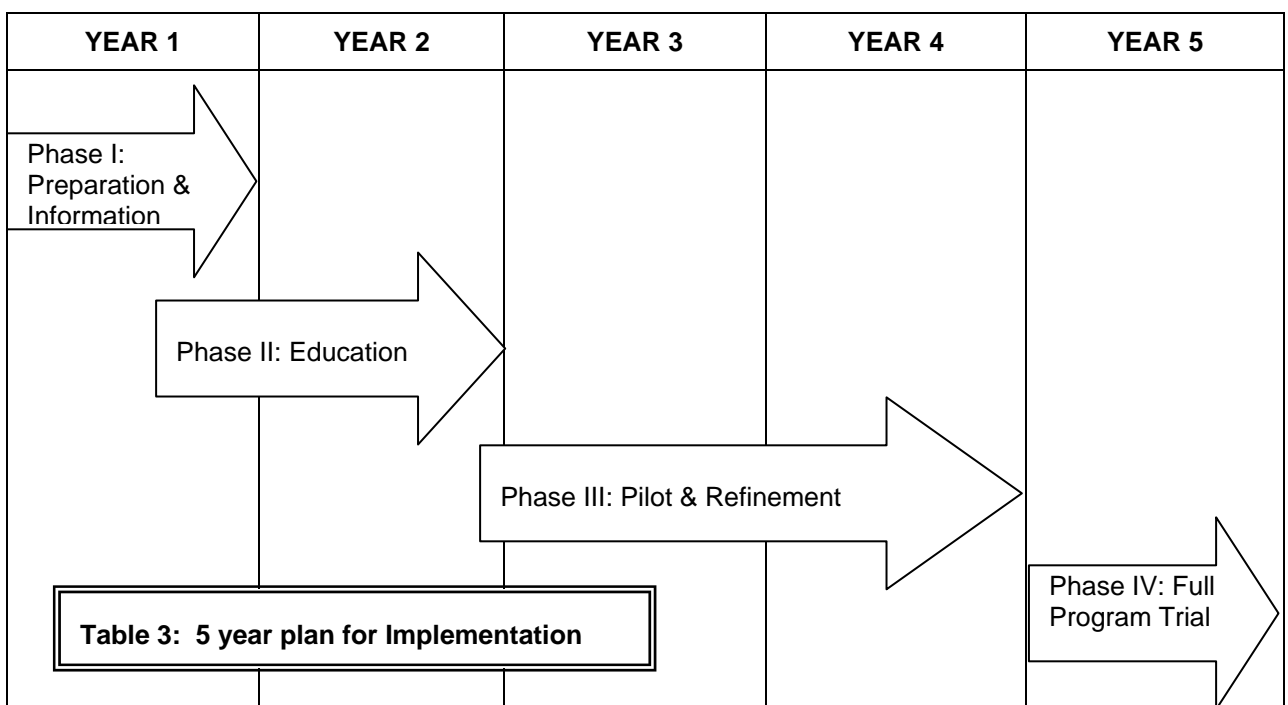 YEAR 1 YEAR 2 YEAR 3 YEAR 4 YEAR 5
Phase I:
Preparation &
Information
Phase II: Education
Phase III: Pilot & Refinement
Phase IV: Full
Program Trial
Table 3:  5 year plan for Implementation